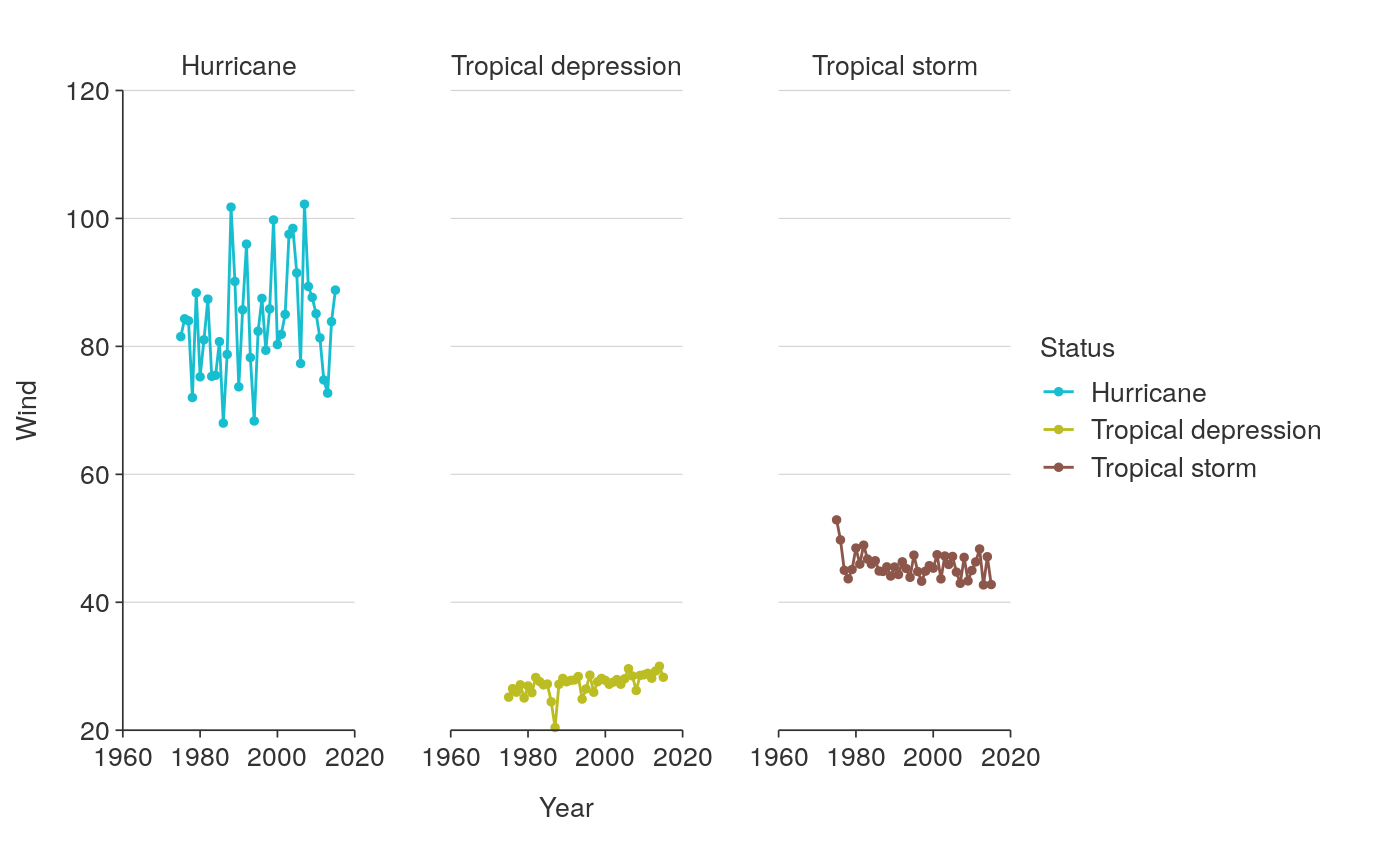 Hurricane
Tropical depression
Tropical storm
120
100
80
60
40
20
Wind
1960 1980 2000 2020
1960 1980 2000 2020
1960 1980 2000 2020
Year
Status
Hurricane
Tropical depression
Tropical storm